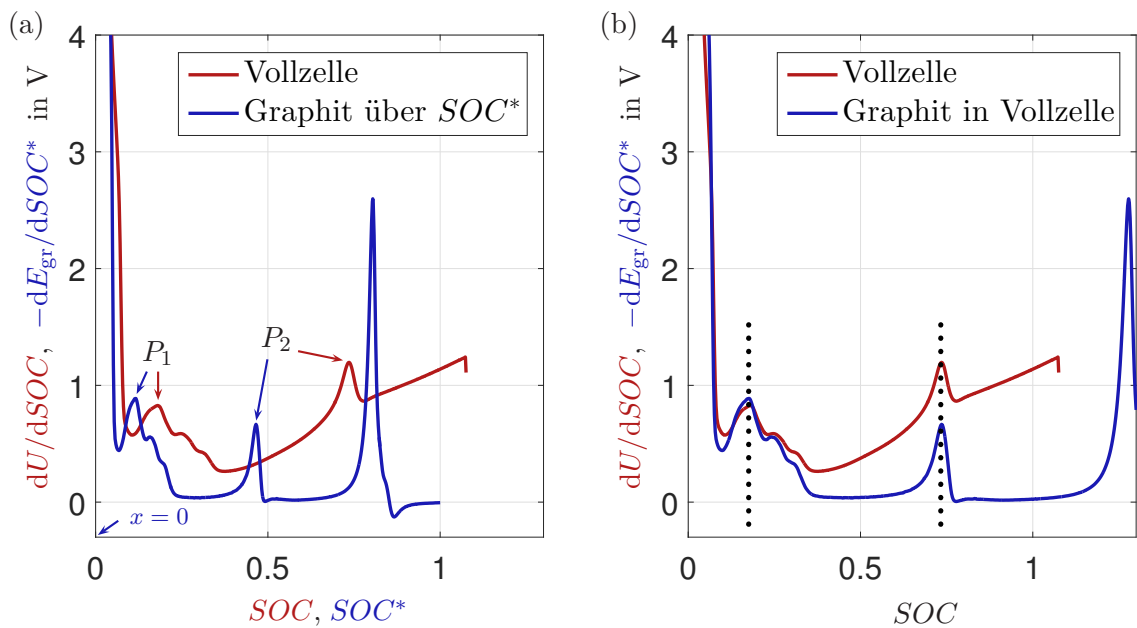 (a)
dU/dSOC, −dE_gr/dSOC* in V
4
3
2
1
0
Vollzelle
Graphit über SOC*
P₁
P₂
x = 0
0
0.5
1
SOC, SOC*
(b)
dU/dSOC, −dE_gr/dSOC* in V
4
3
2
1
0
Vollzelle
Graphit in Vollzelle
0
0.5
1
SOC